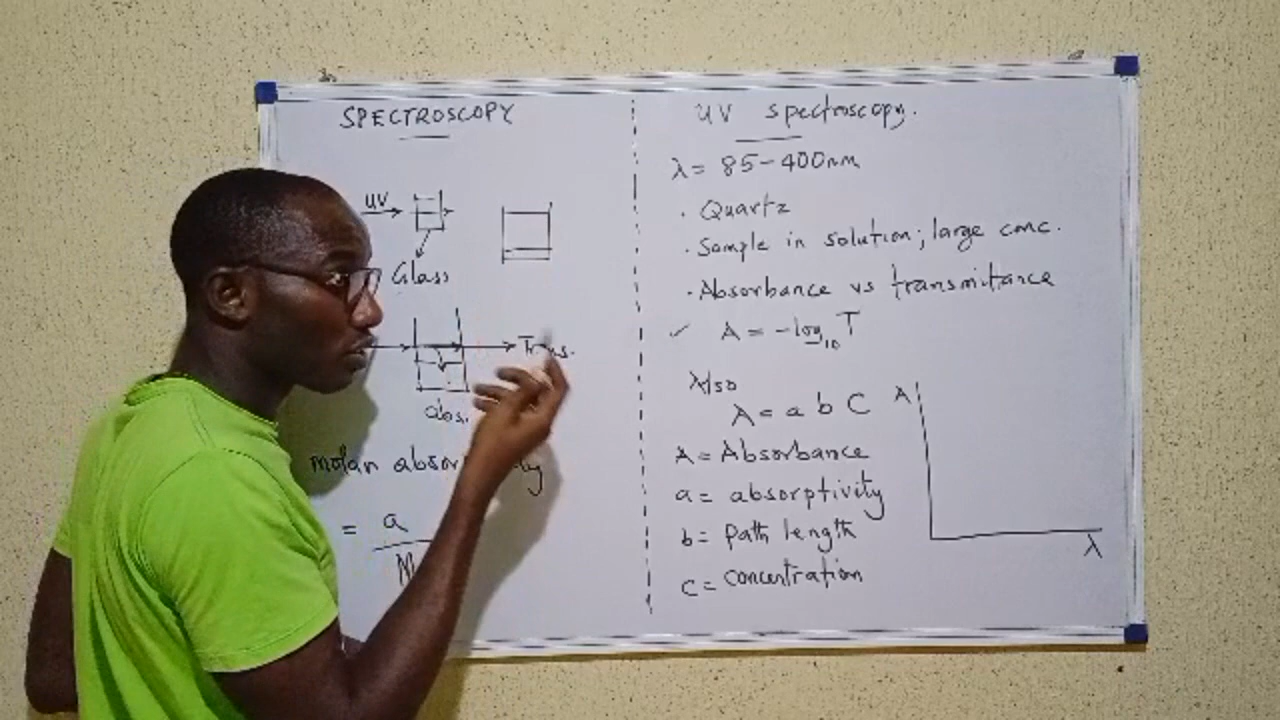 SPECTROSCOPY
UV
Glass
Trans.
abs.
molar
= a
M
UV spectroscopy.
λ = 85-400nm
. Quartz
. Sample in solution; large conc.
. Absorbance vs transmittance
✓ A = -log10 T
Also
A = a b C
A = Absorbance
a = absorptivity
b = path length
C = concentration
A
λ